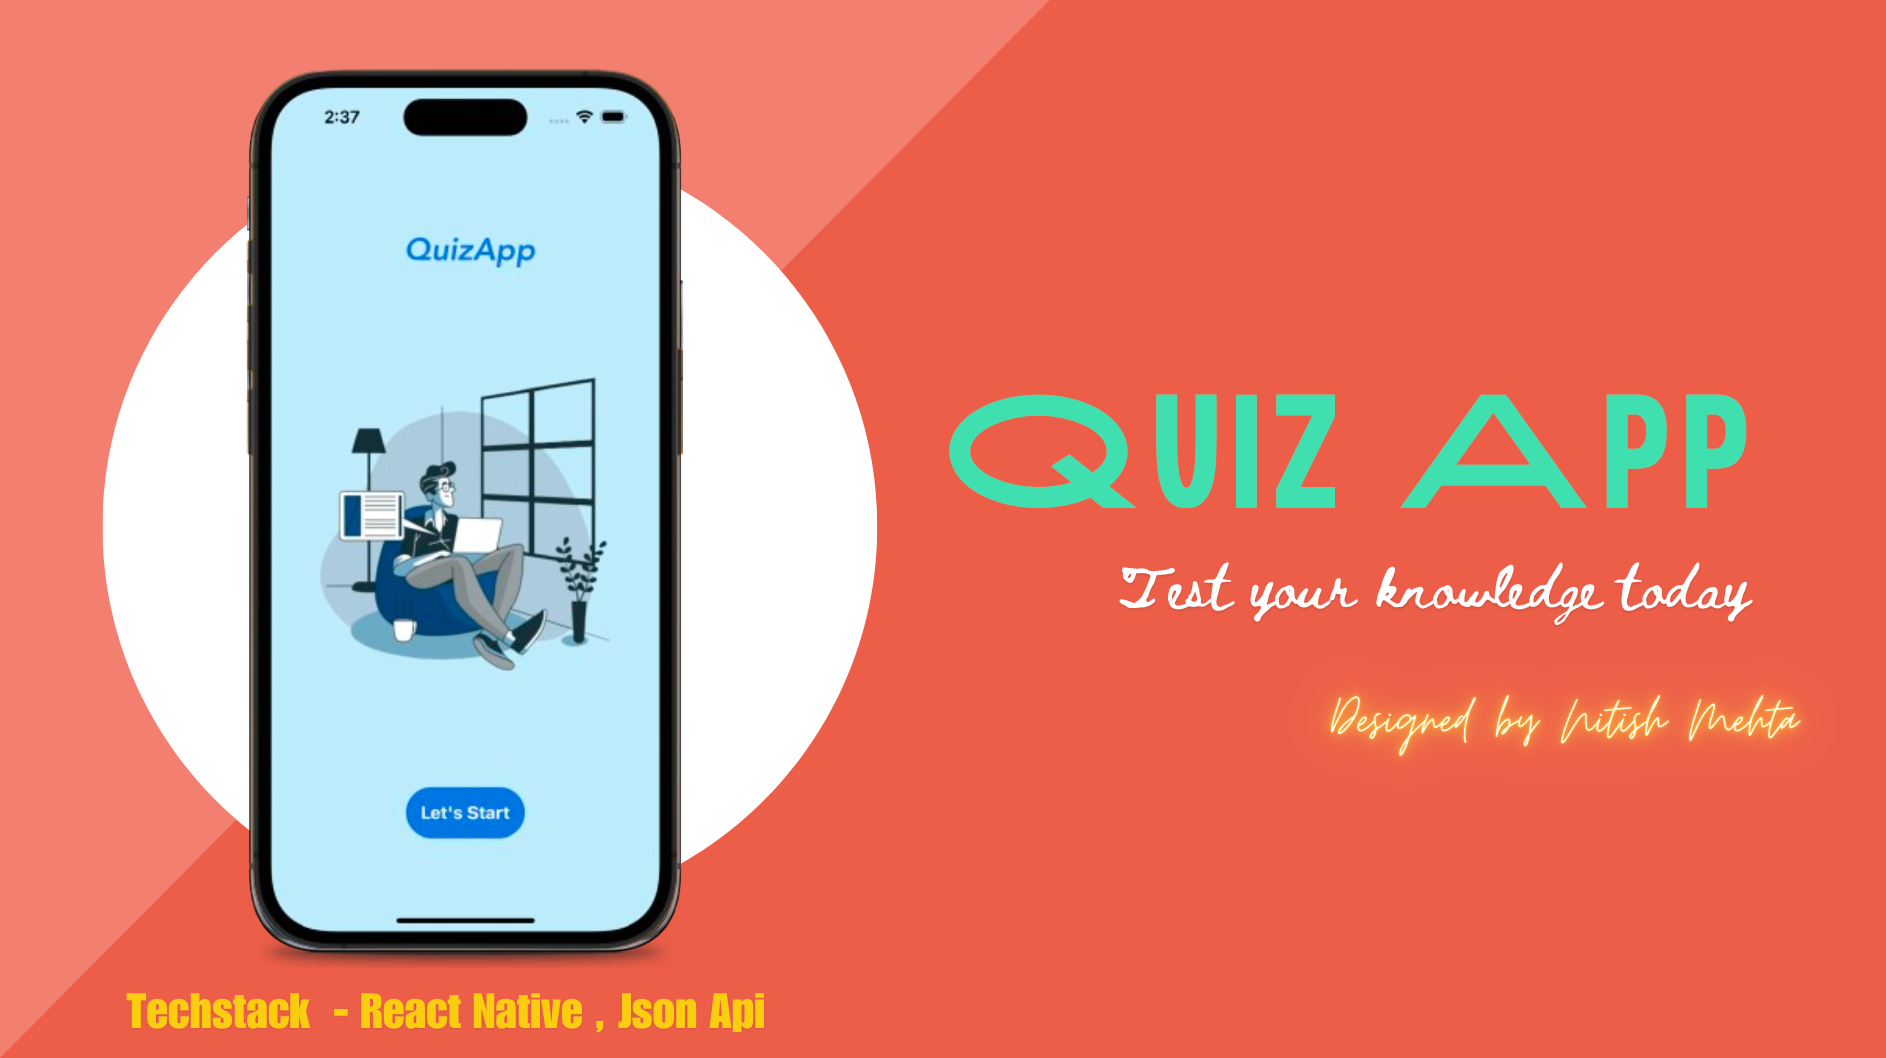 2:37
QuizApp
Let's Start
Quiz App
Test your knowledge today
Designed by Nitish Mehta
Techstack - React Native , Json Api